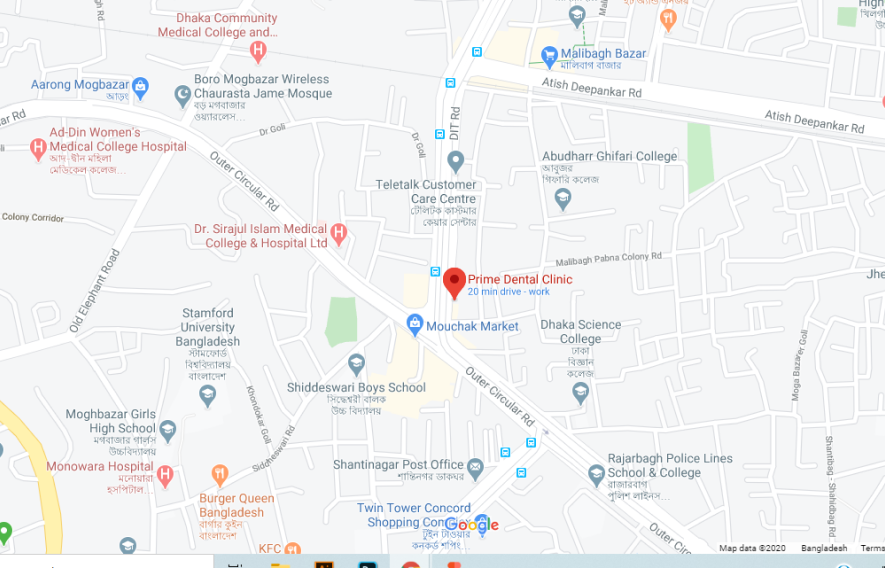 Dhaka Community
Medical College and...
Malibagh Bazar
মালিবাগ বাজার
Aarong Mogbazar
আড়ং
Boro Mogbazar Wireless
Chaurasta Jame Mosque
বড় মগবাজার
ওয়্যারলেস...
Atish Deepankar Rd
Atish Deepankar Rd
DIT Rd
Dr Goli
Dr Goli
Ad-Din Women's
Medical College Hospital
আদ-দ্বীন মহিলা
মেডিকেল কলেজ...
Outer Circular Rd
Abudharr Ghifari College
আবুজর
গিফারি কলেজ
Teletalk Customer
Care Centre
টেলিটক কাস্টমার
কেয়ার সেন্টার
Colony Corridor
Dr. Sirajul Islam Medical
College & Hospital Ltd
Old Elephant Road
Malibagh Pabna Colony Rd
Prime Dental Clinic
20 min drive - work
Mouchak Market
Stamford
University
Bangladesh
স্টামফোর্ড
বিশ্ববিদ্যালয়
বাংলাদেশ
Dhaka Science
College
ঢাকা
বিজ্ঞান
কলেজ
Moga Bazarer Goli
Shiddeswari Boys School
সিদ্ধেশ্বরী বালক
উচ্চ বিদ্যালয়
Outer Circular Rd
Khondokar Goli
Moghbazar Girls
High School
মগবাজার গার্লস
উচ্চবিদ্যালয়
Siddheswari Rd
Monowara Hospital
মনোয়ারা
হসপিটাল...
Shantinagar Post Office
শান্তিনগর ডাকঘর
Rajarbagh Police Lines
School & College
রাজারবাগ
পুলিশ লাইনস...
Shantibag - Shahidbag Rd
Burger Queen
Bangladesh
বার্গার কুইন
বাংলাদেশ
Twin Tower Concord
Shopping
টুইন টাওয়ার
কনকর্ড শপিং
Google
KFC
Outer Circular
Map data ©2020 Bangladesh Terms